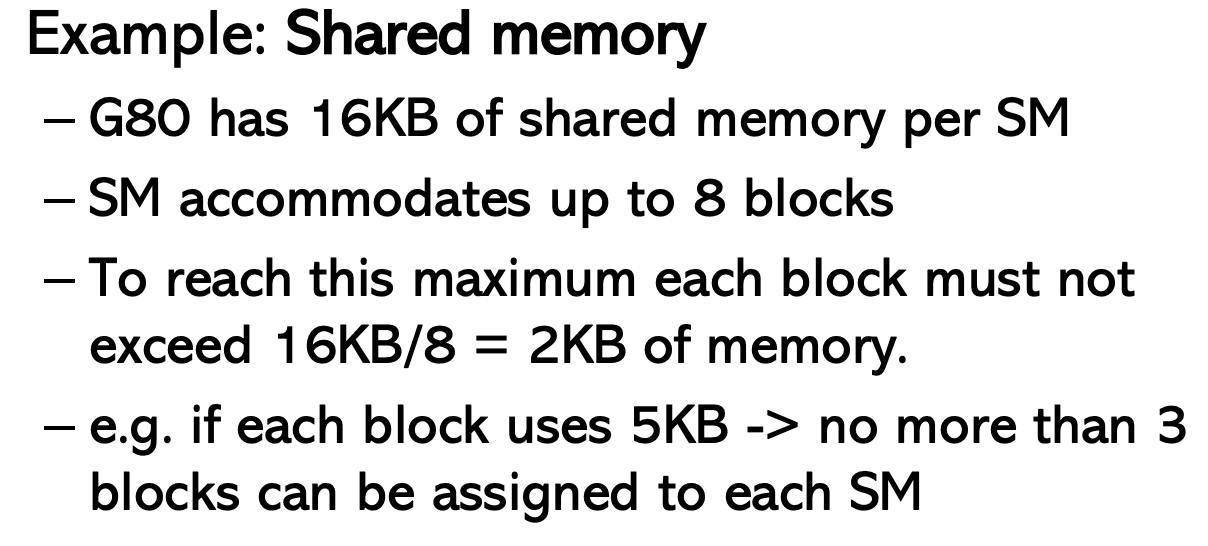 Example: Shared memory
– G80 has 16KB of shared memory per SM
– SM accommodates up to 8 blocks
– To reach this maximum each block must not
exceed 16KB/8 = 2KB of memory.
– e.g. if each block uses 5KB -> no more than 3
blocks can be assigned to each SM